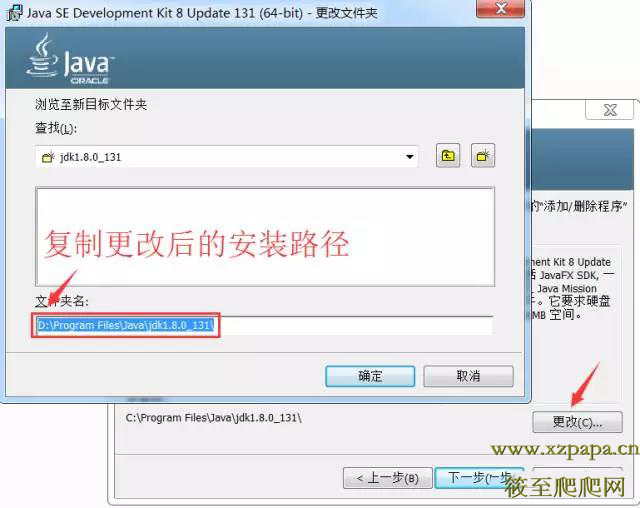 Java SE Development Kit 8 Update 131 (64-bit) - 更改文件夹
Java
ORACLE
浏览至新目标文件夹
查找(L):
jdk1.8.0_131
复制更改后的安装路径
文件夹名:
D:\Program Files\Java\jdk1.8.0_131\
确定
取消
的"添加/删除程序"
ment Kit 8 Update
JavaFX SDK, 一
Java Mission
。它要求硬盘
MB 空间。
C:\Program Files\Java\jdk1.8.0_131\
更改(C)...
www.xzpapa.cn
< 上一步(B)
下一步(
筱至爬爬网